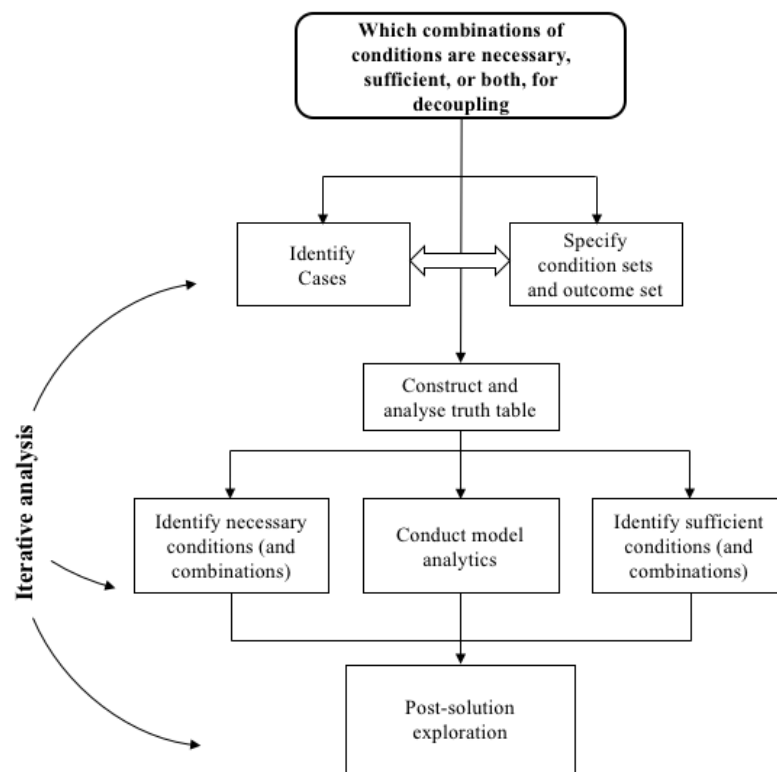 Which combinations of
conditions are necessary,
sufficient, or both, for
decoupling
Identify
Cases
Specify
condition sets
and outcome set
Construct and
analyse truth table
Iterative analysis
Identify necessary
conditions (and
combinations)
Conduct model
analytics
Identify sufficient
conditions (and
combinations)
Post-solution
exploration